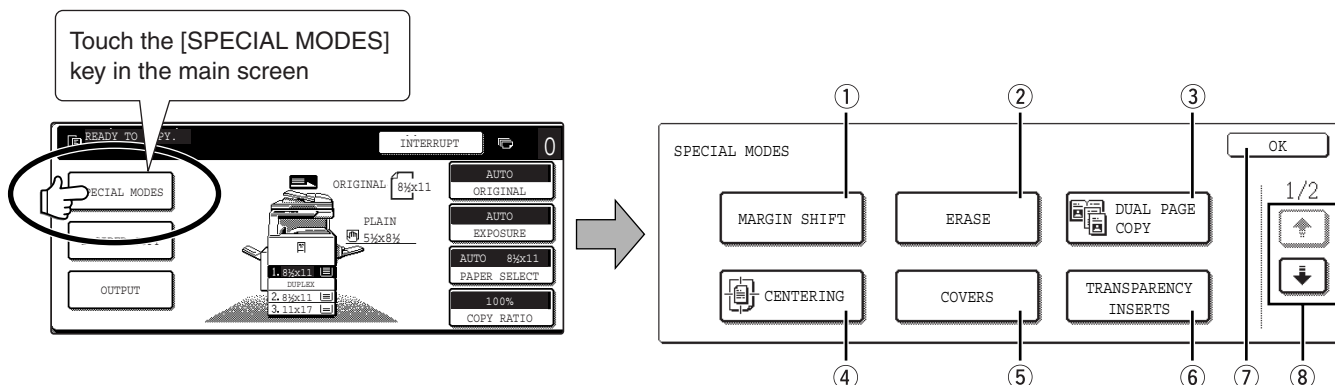 Touch the [SPECIAL MODES]
key in the main screen
READY TO
INTERRUPT
0
SPECIAL MODES
OUTPUT
ORIGINAL 8½x11
PLAIN
5½x8½
1. 8½x11
DUPLEX
2. 8½x11
3. 11x17
AUTO
ORIGINAL
AUTO
EXPOSURE
AUTO 8½x11
PAPER SELECT
100%
COPY RATIO
① ② ③
SPECIAL MODES
OK
1/2
MARGIN SHIFT
ERASE
DUAL PAGE
COPY
CENTERING
COVERS
TRANSPARENCY
INSERTS
④ ⑤ ⑥ ⑦ ⑧